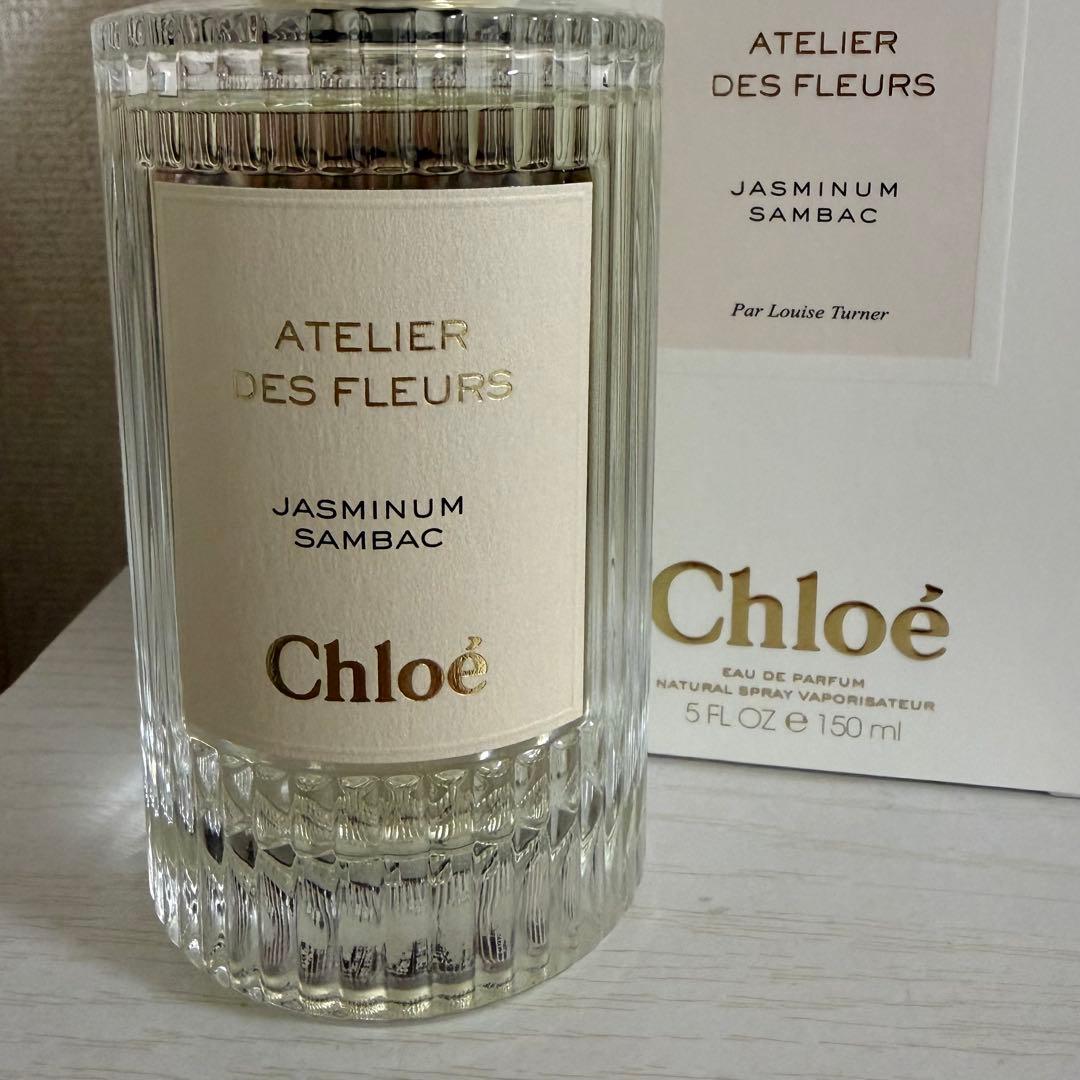 ATELIER
DES FLEURS
JASMINUM
SAMBAC
Chloé
ATELIER
DES FLEURS
JASMINUM
SAMBAC
Par Louise Turner
Chloé
EAU DE PARFUM
NATURAL SPRAY VAPORISATEUR
5 FL OZ e 150 ml